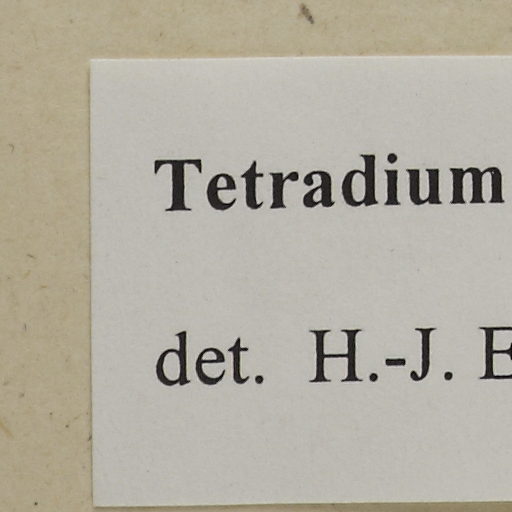 Tetradium
det. H.-J. E